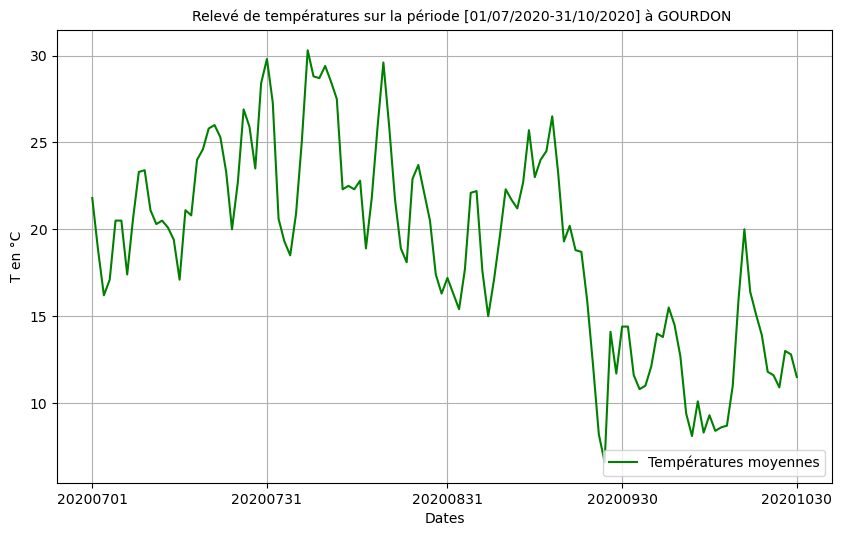 Relevé de températures sur la période [01/07/2020-31/10/2020] à GOURDON
30
25
20
15
10
T en °C
Températures moyennes
20200701 20200731 20200831 20200930 20201030
Dates